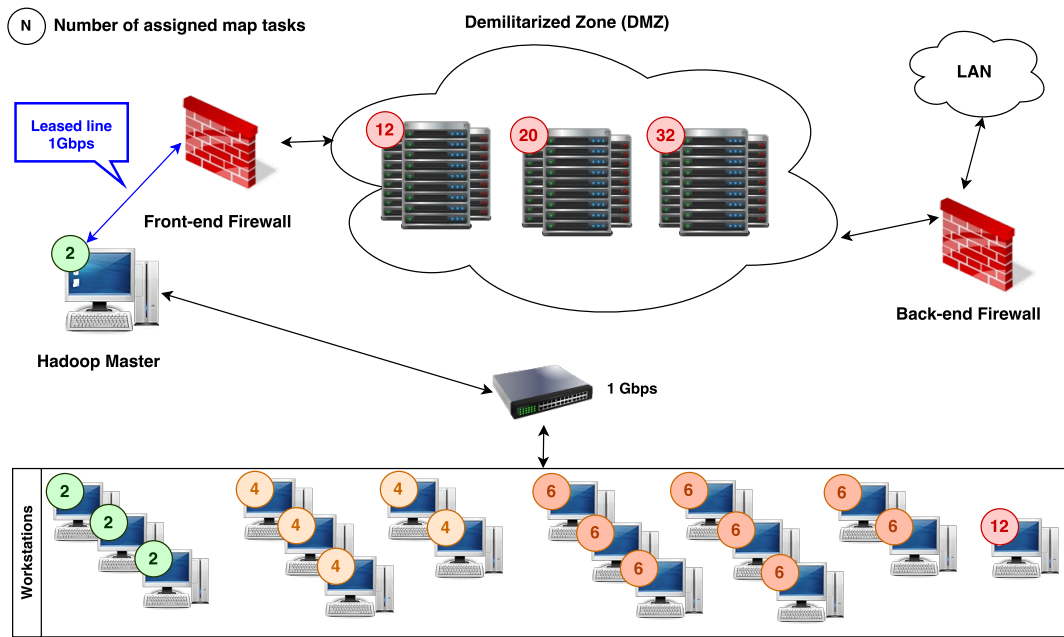 N Number of assigned map tasks
Demilitarized Zone (DMZ)
LAN
Leased line
1Gbps
12
20
32
Front-end Firewall
2
Back-end Firewall
Hadoop Master
1 Gbps
Workstations
2
2
2
4
4
4
4
4
6
6
6
6
6
6
6
6
12